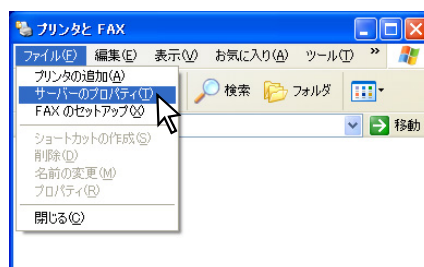 プリンタと FAX
ファイル(F) 編集(E) 表示(V) お気に入り(A) ツール(T) »
プリンタの追加(A)
サーバーのプロパティ(T)
FAX のセットアップ(X)
検索 フォルダ
移動
ショートカットの作成(S)
削除(D)
名前の変更(M)
プロパティ(R)
閉じる(C)